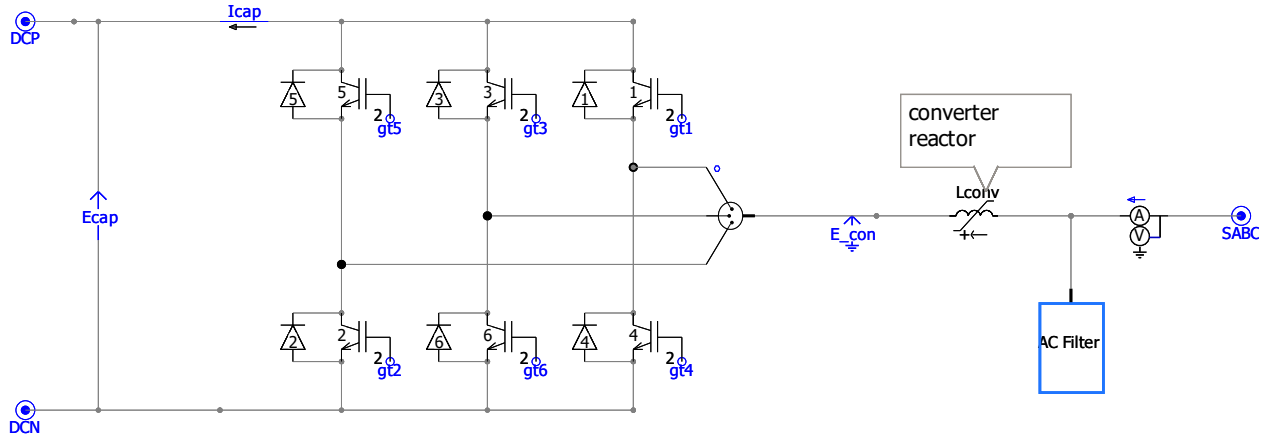 Icap
DCP
5
5
2
gt5
3
3
2
gt3
1
1
2
gt1
converter
reactor
Lconv
+
Ecap
E_con
A
V
SABC
2
2
2
gt2
6
6
2
gt6
4
4
2
gt4
AC Filter
DCN